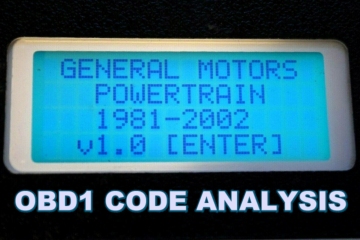 GENERAL MOTORS
POWERTRAIN
1981-2002
v1.0 [ENTER]
OBD1 CODE ANALYSIS